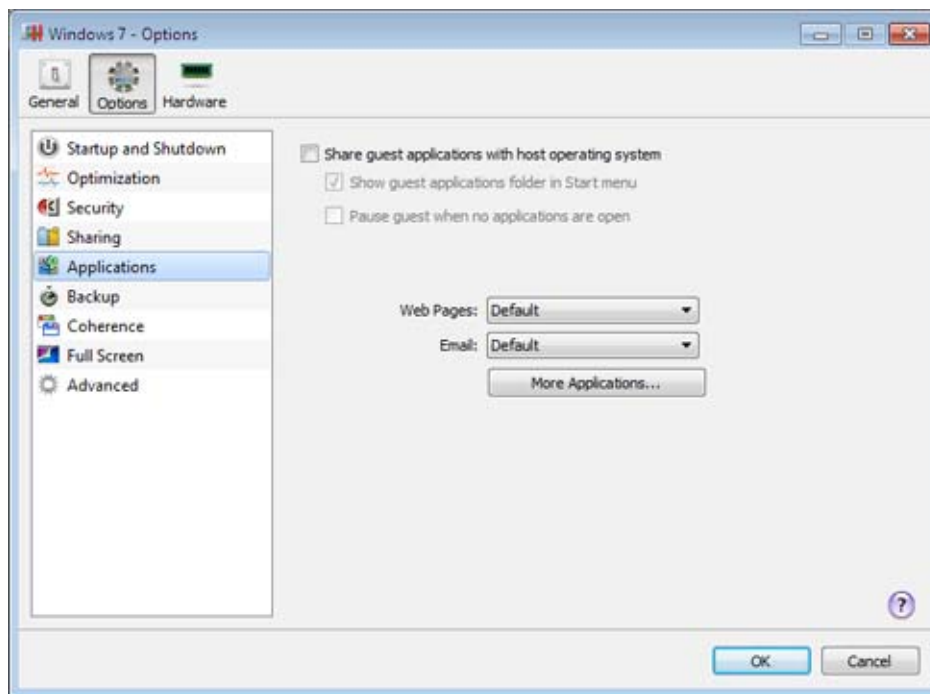 Windows 7 - Options
General Options Hardware
Startup and Shutdown
Optimization
Security
Sharing
Applications
Backup
Coherence
Full Screen
Advanced
Share guest applications with host operating system
Show guest applications folder in Start menu
Pause guest when no applications are open
Web Pages: Default
Email: Default
More Applications...
?
OK Cancel